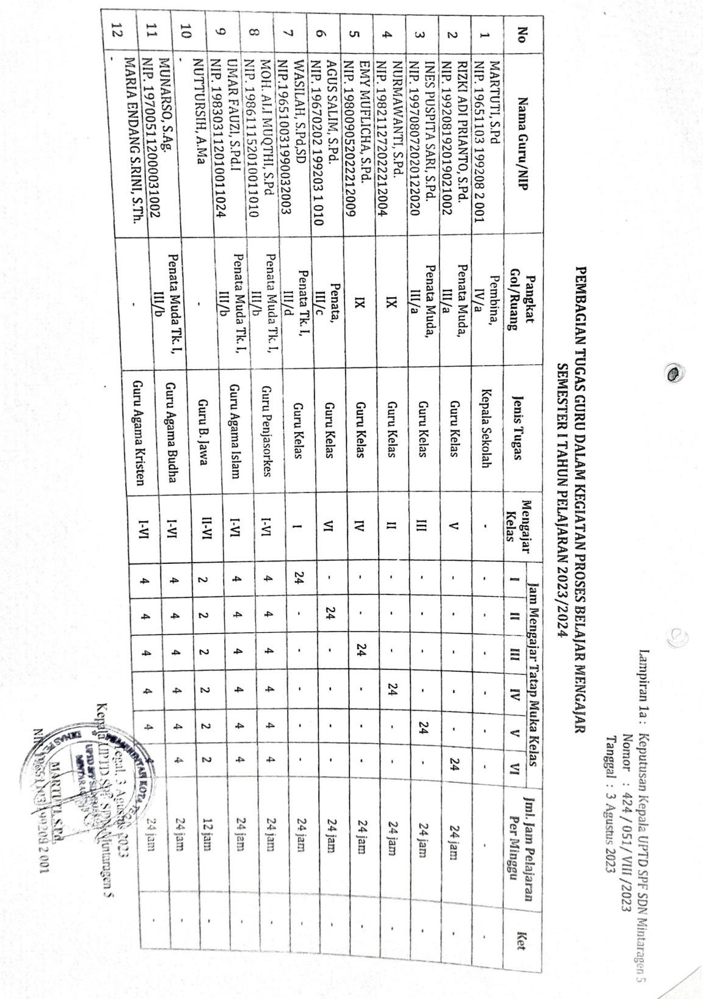 Lampiran 1a : Keputusan Kepala UPTD SPF SDN Mintaragen 5
Nomor : 424 / 051/ VIII /2023
Tanggal : 3 Agustus 2023
PEMBAGIAN TUGAS GURU DALAM KEGIATAN PROSES BELAJAR MENGAJAR
SEMESTER I TAHUN PELAJARAN 2023/2024
No Nama Guru/NIP Pangkat Gol/Ruang Jenis Tugas Mengajar Kelas Jam Mengajar Tatap Muka Kelas Jml. Jam Pelajaran Per Minggu Ket
I II III IV V VI
1 MARTUTI, S.Pd Pembina, Kepala Sekolah - - - - - - - - -
NIP. 19651103 199208 2 001 IV/a
2 RIZKI ADI PRIANTO, S.Pd. Penata Muda, Guru Kelas V - - - - - 24 24 jam -
NIP. 199208192019021002 III/a
3 INES PUSPITA SARI, S.Pd. Penata Muda, Guru Kelas III - - - - 24 - 24 jam -
NIP. 199708072020122020 III/a
4 NURMAWANTI, S.Pd. IX Guru Kelas II - - - 24 - - 24 jam -
NIP. 198211272022212004
5 EMY MUFLICHA, S.Pd. IX Guru Kelas IV - - 24 - - - 24 jam -
NIP. 198009052022212009
6 AGUS SALIM, S.Pd. Penata, Guru Kelas VI - 24 - - - - 24 jam -
NIP. 19670202 199203 1 010 III/c
7 WASILAH, S.Pd,SD Penata Tk. I, Guru Kelas I 24 - - - - - 24 jam -
NIP.196510031990032003 III/d
8 MOH. ALI MUQTHI, S.Pd Penata Muda Tk. I, Guru Penjasorkes I-VI 4 4 4 4 4 4 24 jam -
NIP. 198611152010011010 III/b
9 UMAR FAUZI, S.Pd.I Penata Muda Tk. I, Guru Agama Islam I-VI 4 4 4 4 4 4 24 jam -
NIP. 198303112010011024 III/b
10 NUTTURSIH, A.Ma - Guru B. Jawa II-VI 2 2 2 2 2 2 12 jam -
-
11 MUNARSO, S.Ag. Penata Muda Tk. I, Guru Agama Budha I-VI 4 4 4 4 4 4 24 jam -
NIP. 197005112000031002 III/b
12 MARIA ENDANG S.RINI, S.Th. - Guru Agama Kristen I-VI 4 4 4 4 4 4 24 jam -
-
Tegal, 3 Agustus 2023
Kepala UPTD SPF SDN Mintaragen 5
MARTUTI, S.Pd.
NIP. 19651103 199208 2 001